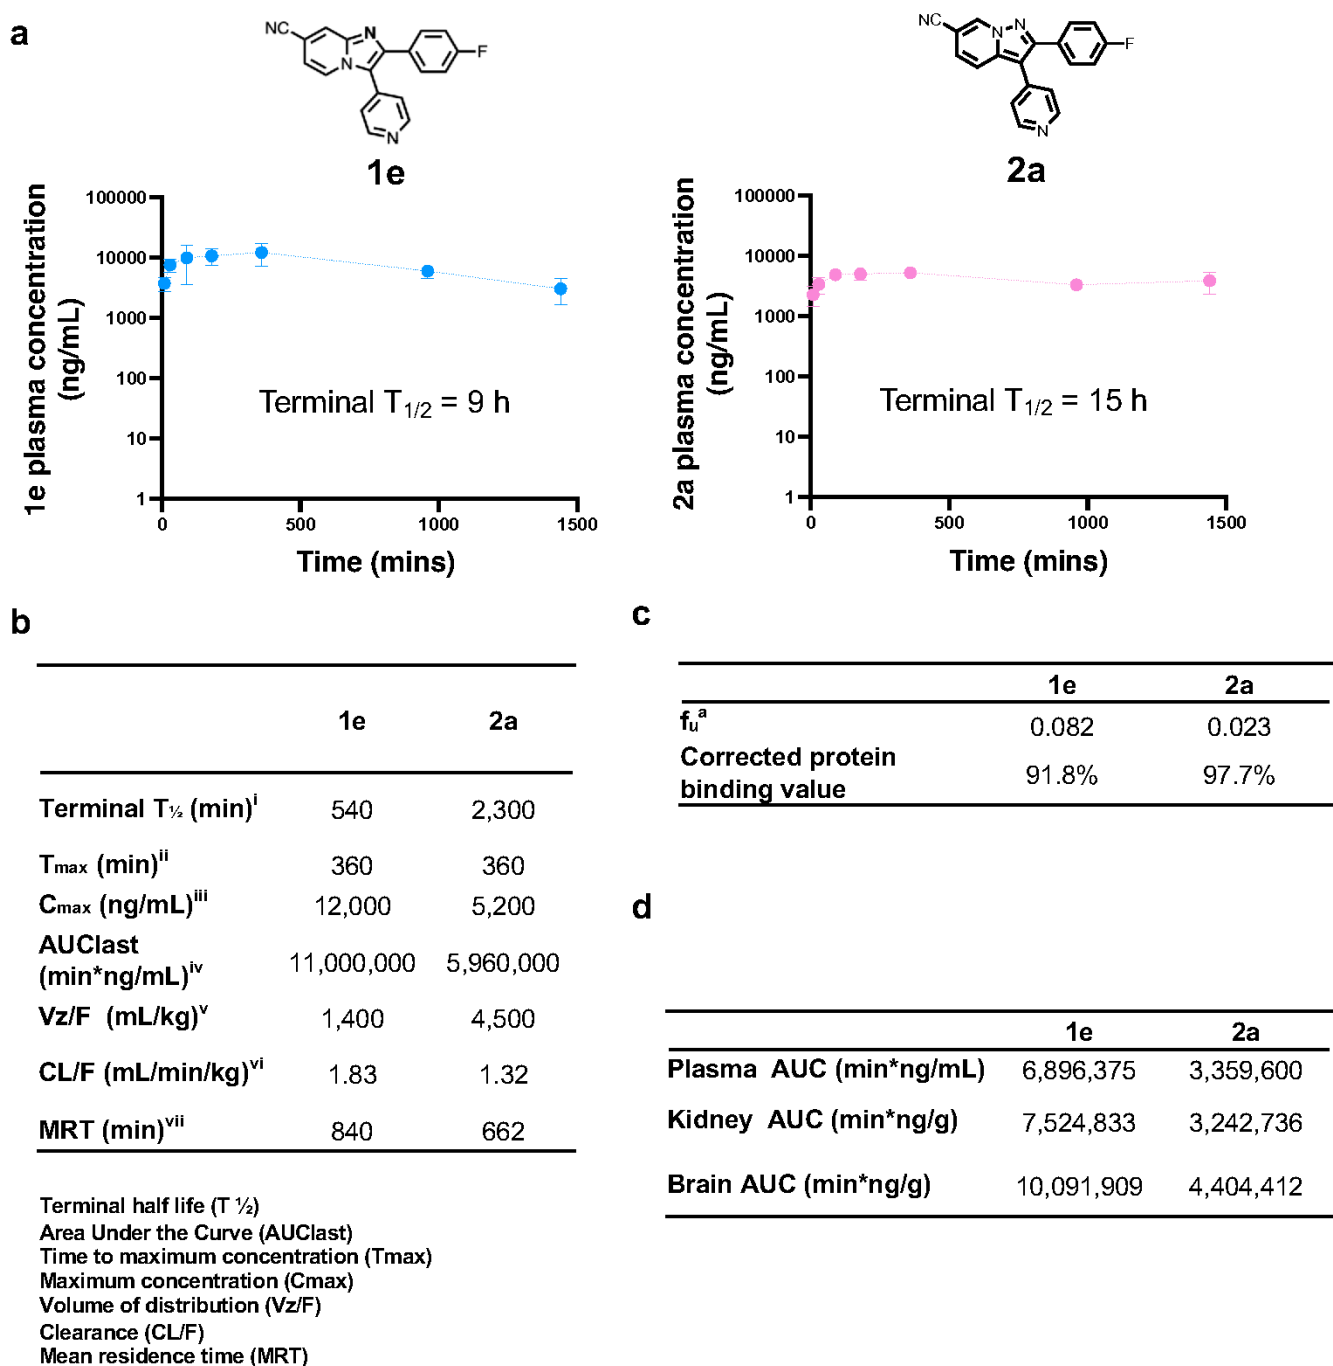 a
NC
N
N
F
N
1e
NC
N
N
F
N
2a
1e plasma concentration
(ng/mL)
100000
10000
1000
100
10
1
Terminal T1/2 = 9 h
0
500
1000
1500
Time (mins)
2a plasma concentration
(ng/mL)
100000
10000
1000
100
10
1
Terminal T1/2 = 15 h
0
500
1000
1500
Time (mins)
b
1e 2a
Terminal T½ (min)i 540 2,300
Tmax (min)ii 360 360
Cmax (ng/mL)iii 12,000 5,200
AUClast
(min*ng/mL)iv 11,000,000 5,960,000
Vz/F (mL/kg)v 1,400 4,500
CL/F (mL/min/kg)vi 1.83 1.32
MRT (min)vii 840 662
Terminal half life (T ½)
Area Under the Curve (AUClast)
Time to maximum concentration (Tmax)
Maximum concentration (Cmax)
Volume of distribution (Vz/F)
Clearance (CL/F)
Mean residence time (MRT)
c
1e 2a
fua 0.082 0.023
Corrected protein
binding value 91.8% 97.7%
d
1e 2a
Plasma AUC (min*ng/mL) 6,896,375 3,359,600
Kidney AUC (min*ng/g) 7,524,833 3,242,736
Brain AUC (min*ng/g) 10,091,909 4,404,412